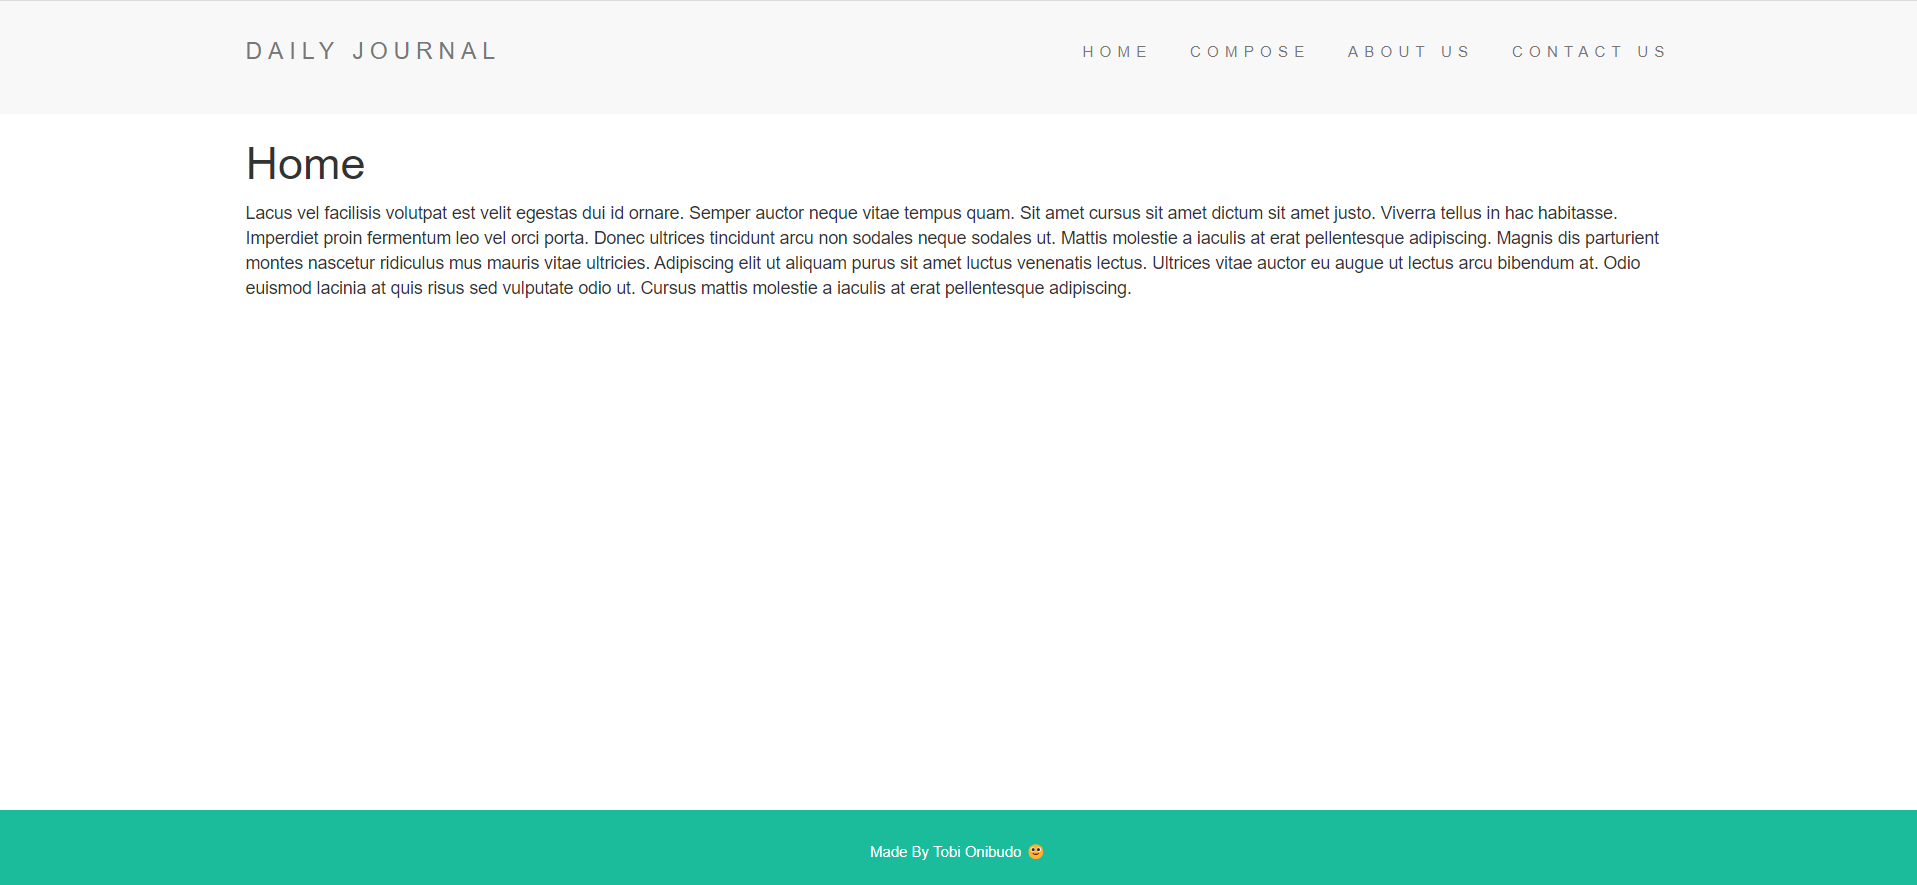 DAILY JOURNAL
HOME COMPOSE ABOUT US CONTACT US
Home
Lacus vel facilisis volutpat est velit egestas dui id ornare. Semper auctor neque vitae tempus quam. Sit amet cursus sit amet dictum sit amet justo. Viverra tellus in hac habitasse.
Imperdiet proin fermentum leo vel orci porta. Donec ultrices tincidunt arcu non sodales neque sodales ut. Mattis molestie a iaculis at erat pellentesque adipiscing. Magnis dis parturient
montes nascetur ridiculus mus mauris vitae ultricies. Adipiscing elit ut aliquam purus sit amet luctus venenatis lectus. Ultrices vitae auctor eu augue ut lectus arcu bibendum at. Odio
euismod lacinia at quis risus sed vulputate odio ut. Cursus mattis molestie a iaculis at erat pellentesque adipiscing.
Made By Tobi Onibudo 🙂